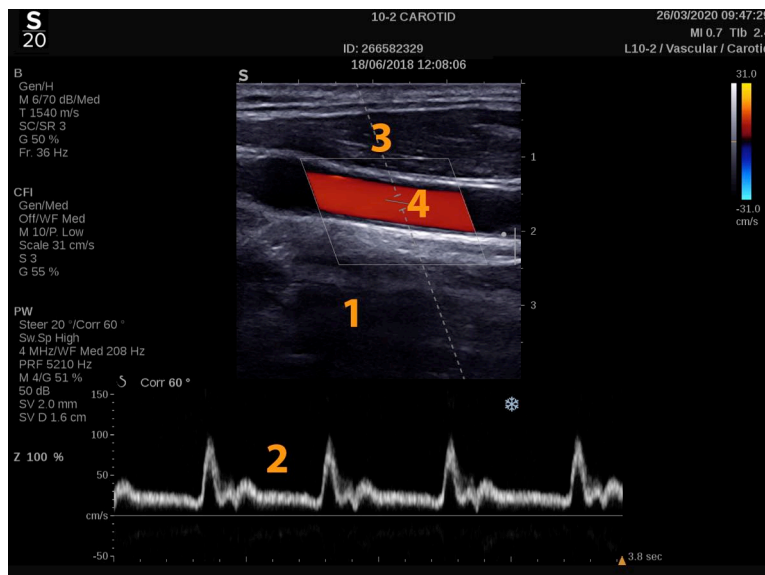 S
20
10-2 CAROTID
26/03/2020 09:47:29
MI 0.7 TIb 2.4
ID: 266582329
L10-2 / Vascular / Carotid
18/06/2018 12:08:06
B
Gen/H
M 6/70 dB/Med
T 1540 m/s
SC/SR 3
G 50 %
Fr. 36 Hz
CFI
Gen/Med
Off/WF Med
M 10/P. Low
Scale 31 cm/s
S 3
G 55 %
PW
Steer 20 °/Corr 60 °
Sw.Sp High
4 MHz/WF Med 208 Hz
PRF 5210 Hz
M 4/G 51 %
50 dB
SV 2.0 mm
SV D 1.6 cm
Z 100 %
S
3
4
1
1
2
3
31.0
-31.0
cm/s
Corr 60 °
150
100
50
cm/s
-50
2
3.8 sec